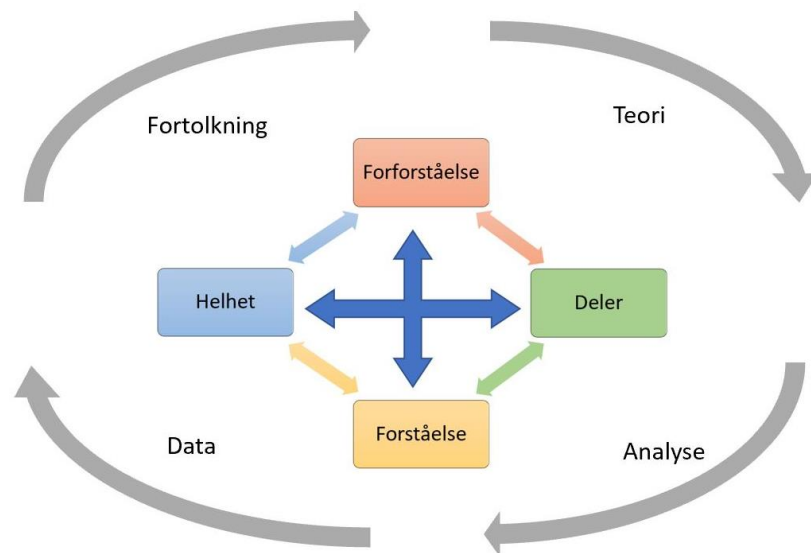 Fortolkning
Teori
Forforståelse
Helhet
Deler
Forståelse
Data
Analyse